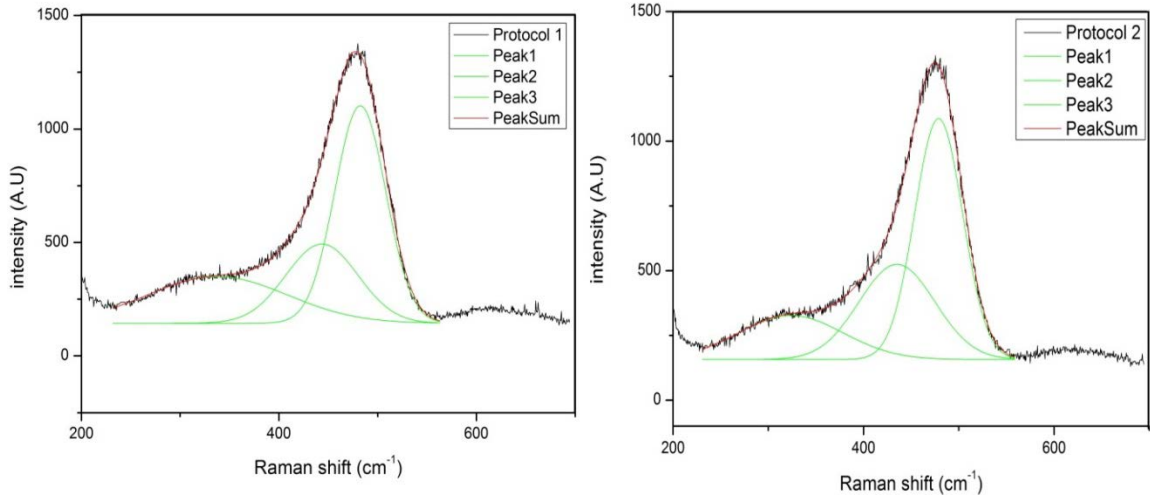 1500
1000
500
0
intensity (A.U)
200
400
600
Raman shift (cm⁻¹)
Protocol 1
Peak1
Peak2
Peak3
PeakSum
1500
1000
500
0
intensity (A.U)
200
400
600
Raman shift (cm⁻¹)
Protocol 2
Peak1
Peak2
Peak3
PeakSum